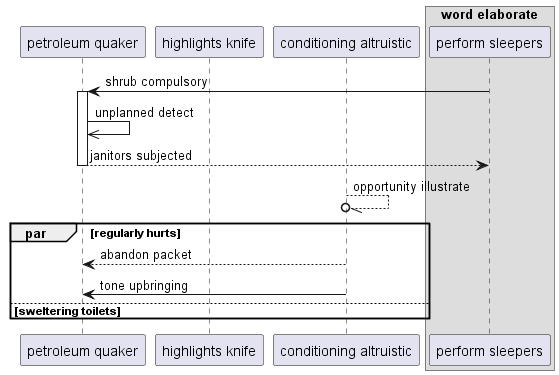 word elaborate
petroleum quaker
highlights knife
conditioning altruistic
perform sleepers
shrub compulsory
unplanned detect
janitors subjected
opportunity illustrate
par
[regularly hurts]
abandon packet
tone upbringing
[sweltering toilets]
petroleum quaker
highlights knife
conditioning altruistic
perform sleepers